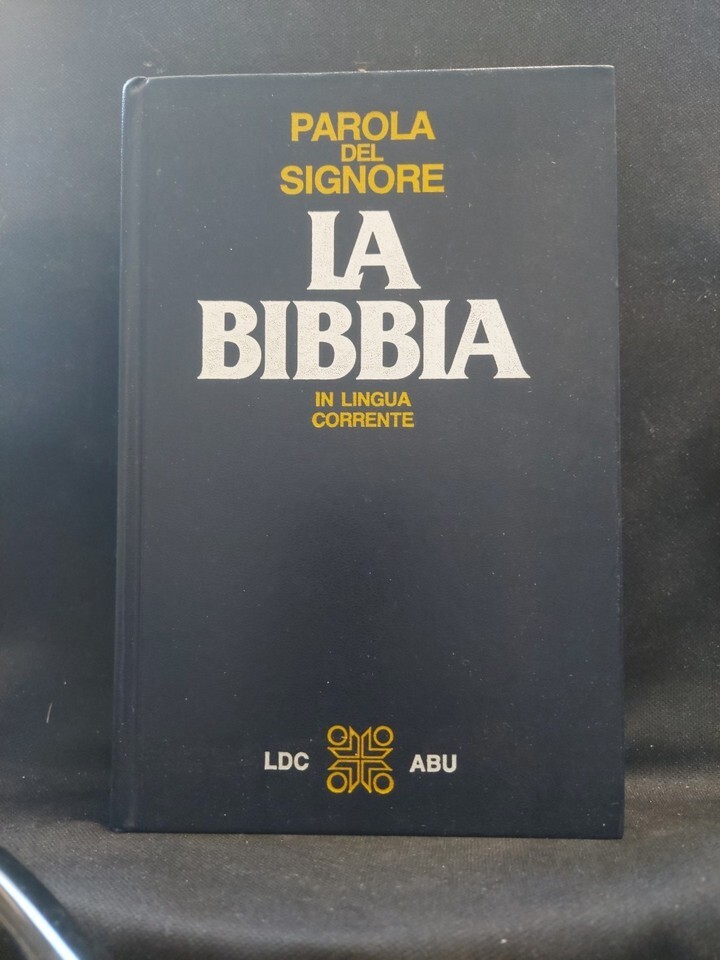 PAROLA
DEL
SIGNORE
LA
BIBBIA
IN LINGUA
CORRENTE
LDC ABU